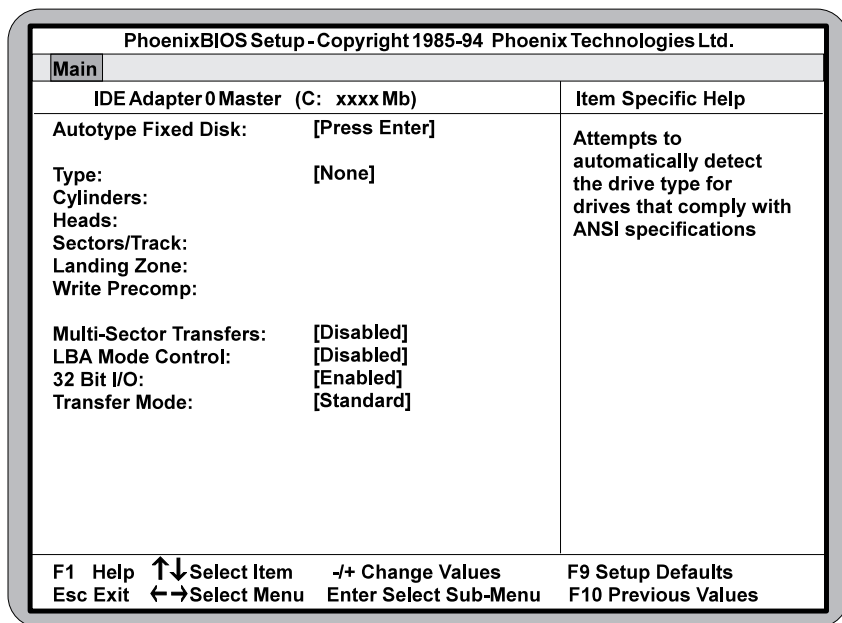 PhoenixBIOS Setup - Copyright 1985-94 Phoenix Technologies Ltd.
Main
IDE Adapter 0 Master (C: xxxx Mb)
Item Specific Help
Autotype Fixed Disk: [Press Enter]
Type: [None]
Cylinders:
Heads:
Sectors/Track:
Landing Zone:
Write Precomp:
Multi-Sector Transfers: [Disabled]
LBA Mode Control: [Disabled]
32 Bit I/O: [Enabled]
Transfer Mode: [Standard]
Attempts to
automatically detect
the drive type for
drives that comply with
ANSI specifications
F1 Help ↑↓ Select Item -/+ Change Values F9 Setup Defaults
Esc Exit ←→ Select Menu Enter Select Sub-Menu F10 Previous Values